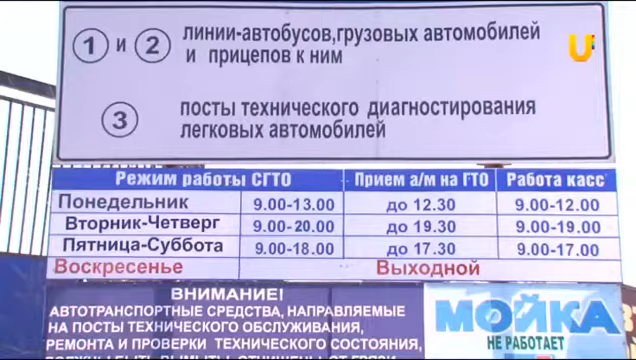 1 и 2 линии-автобусов,грузовых автомобилей
и прицепов к ним
U
3 посты технического диагностирования
легковых автомобилей
Режим работы СГТО Прием а/м на ГТО Работа касс
Понедельник 9.00-13.00 до 12.30 9.00-12.00
Вторник-Четверг 9.00-20.00 до 19.30 9.00-19.00
Пятница-Суббота 9.00-18.00 до 17.30 9.00-17.00
Воскресенье Выходной
ВНИМАНИЕ!
АВТОТРАНСПОРТНЫЕ СРЕДСТВА, НАПРАВЛЯЕМЫЕ
НА ПОСТЫ ТЕХНИЧЕСКОГО ОБСЛУЖИВАНИЯ,
РЕМОНТА И ПРОВЕРКИ ТЕХНИЧЕСКОГО СОСТОЯНИЯ,
МОЙКА
НЕ РАБОТАЕТ